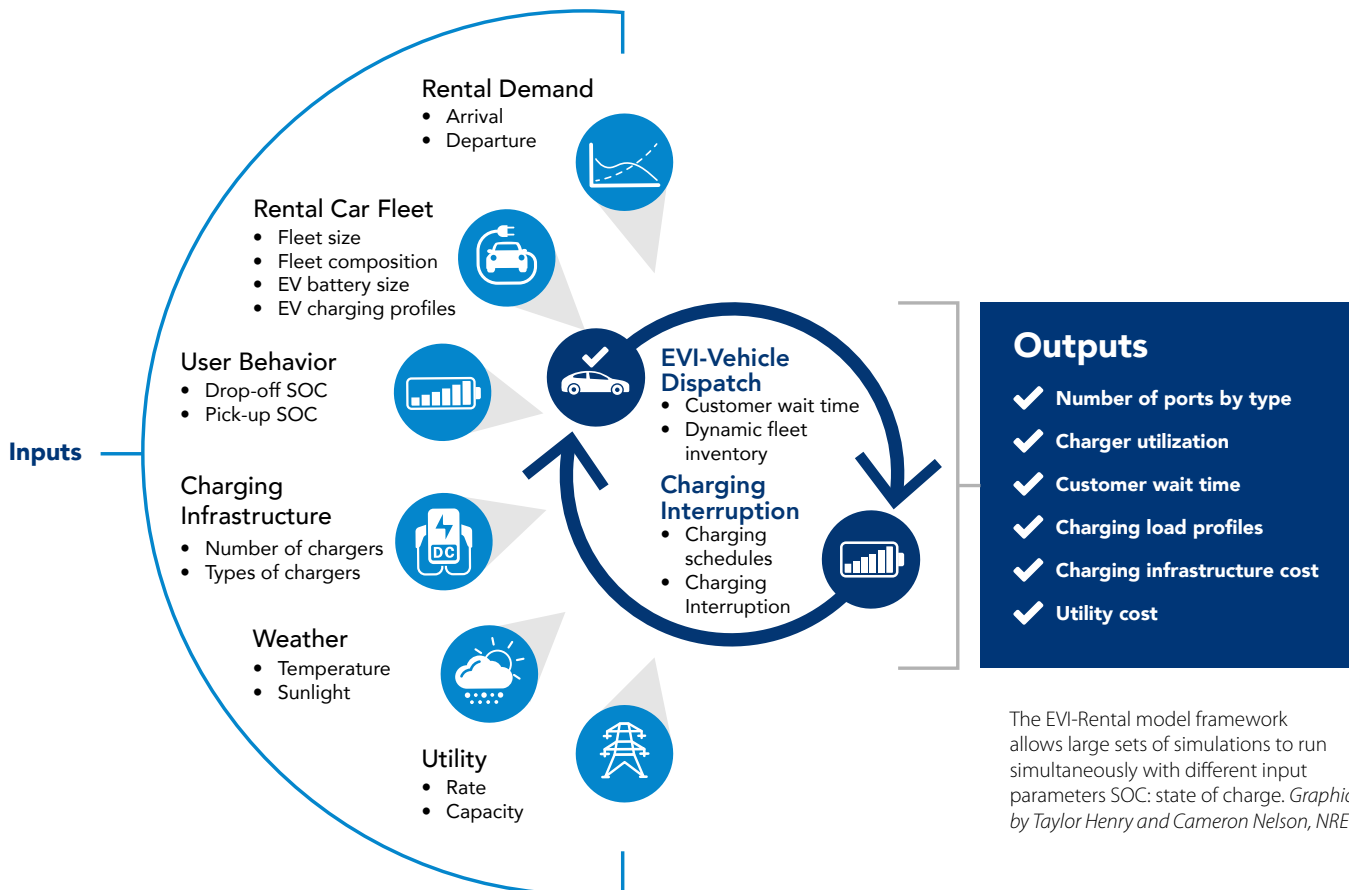 Rental Demand
• Arrival
• Departure
Rental Car Fleet
• Fleet size
• Fleet composition
• EV battery size
• EV charging profiles
User Behavior
• Drop-off SOC
• Pick-up SOC
Inputs
Charging
Infrastructure
• Number of chargers
• Types of chargers
DC
Weather
• Temperature
• Sunlight
Utility
• Rate
• Capacity
EVI-Vehicle
Dispatch
• Customer wait time
• Dynamic fleet
inventory
Charging
Interruption
• Charging
schedules
• Charging
Interruption
Outputs
Number of ports by type
Charger utilization
Customer wait time
Charging load profiles
Charging infrastructure cost
Utility cost
The EVI-Rental model framework
allows large sets of simulations to run
simultaneously with different input
parameters SOC: state of charge. Graphic
by Taylor Henry and Cameron Nelson, NRE